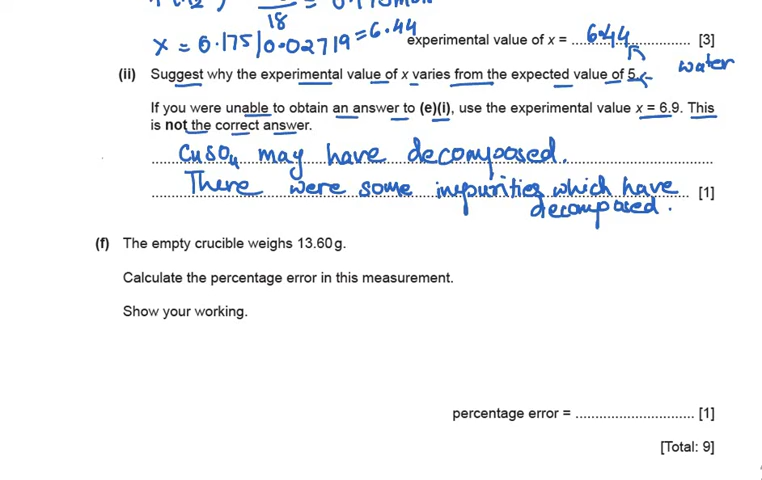 18
x = 0.175/0.02719 = 6.44
experimental value of x = 6.44 [3]
(ii) Suggest why the experimental value of x varies from the expected value of 5. water
If you were unable to obtain an answer to (e)(i), use the experimental value x = 6.9. This
is not the correct answer.
CuSO4 may have decomposed.
There were some impurities which have [1]
decomposed.
(f) The empty crucible weighs 13.60 g.
Calculate the percentage error in this measurement.
Show your working.
percentage error = .............................. [1]
[Total: 9]